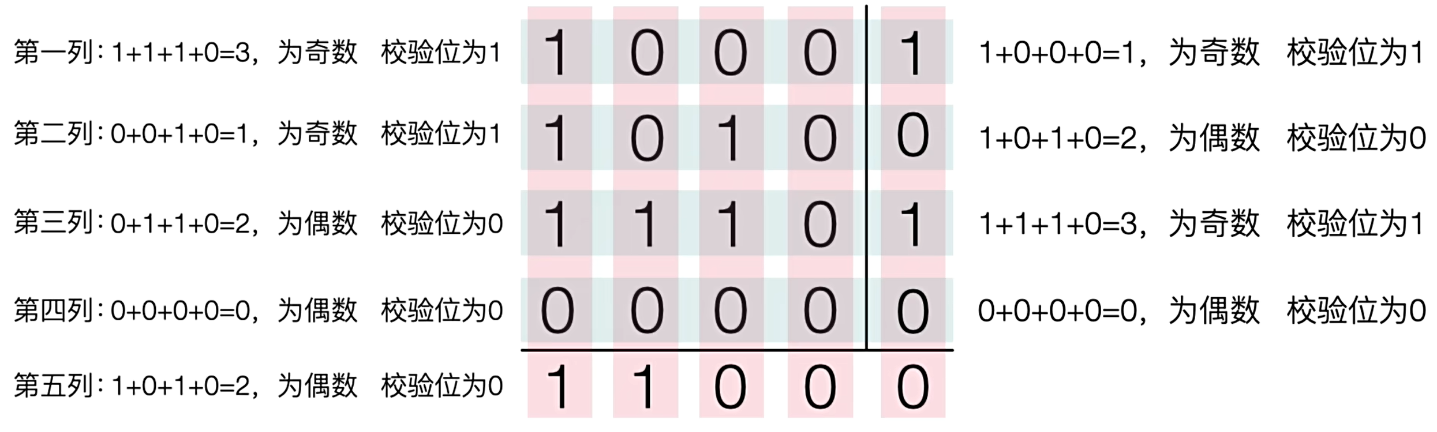 第一列：1+1+1+0=3，为奇数 校验位为1 1 0 0 0 1 1+0+0+0=1，为奇数 校验位为1
第二列：0+0+1+0=1，为奇数 校验位为1 1 0 1 0 0 1+0+1+0=2，为偶数 校验位为0
第三列：0+1+1+0=2，为偶数 校验位为0 1 1 1 0 1 1+1+1+0=3，为奇数 校验位为1
第四列：0+0+0+0=0，为偶数 校验位为0 0 0 0 0 0 0+0+0+0=0，为偶数 校验位为0
第五列：1+0+1+0=2，为偶数 校验位为0 1 1 0 0 0